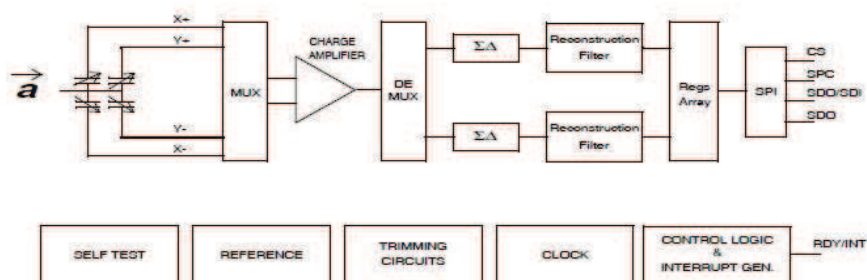 X+
Y+
CHARGE
AMPLIFIER
a
MUX
Y-
X-
DE
MUX
ΣΔ
Reconstruction
Filter
ΣΔ
Reconstruction
Filter
Regs
Array
SPI
CS
SPC
SDO/SDI
SDO
SELF TEST
REFERENCE
TRIMMING
CIRCUITS
CLOCK
CONTROL LOGIC
&
INTERRUPT GEN.
RDY/INT